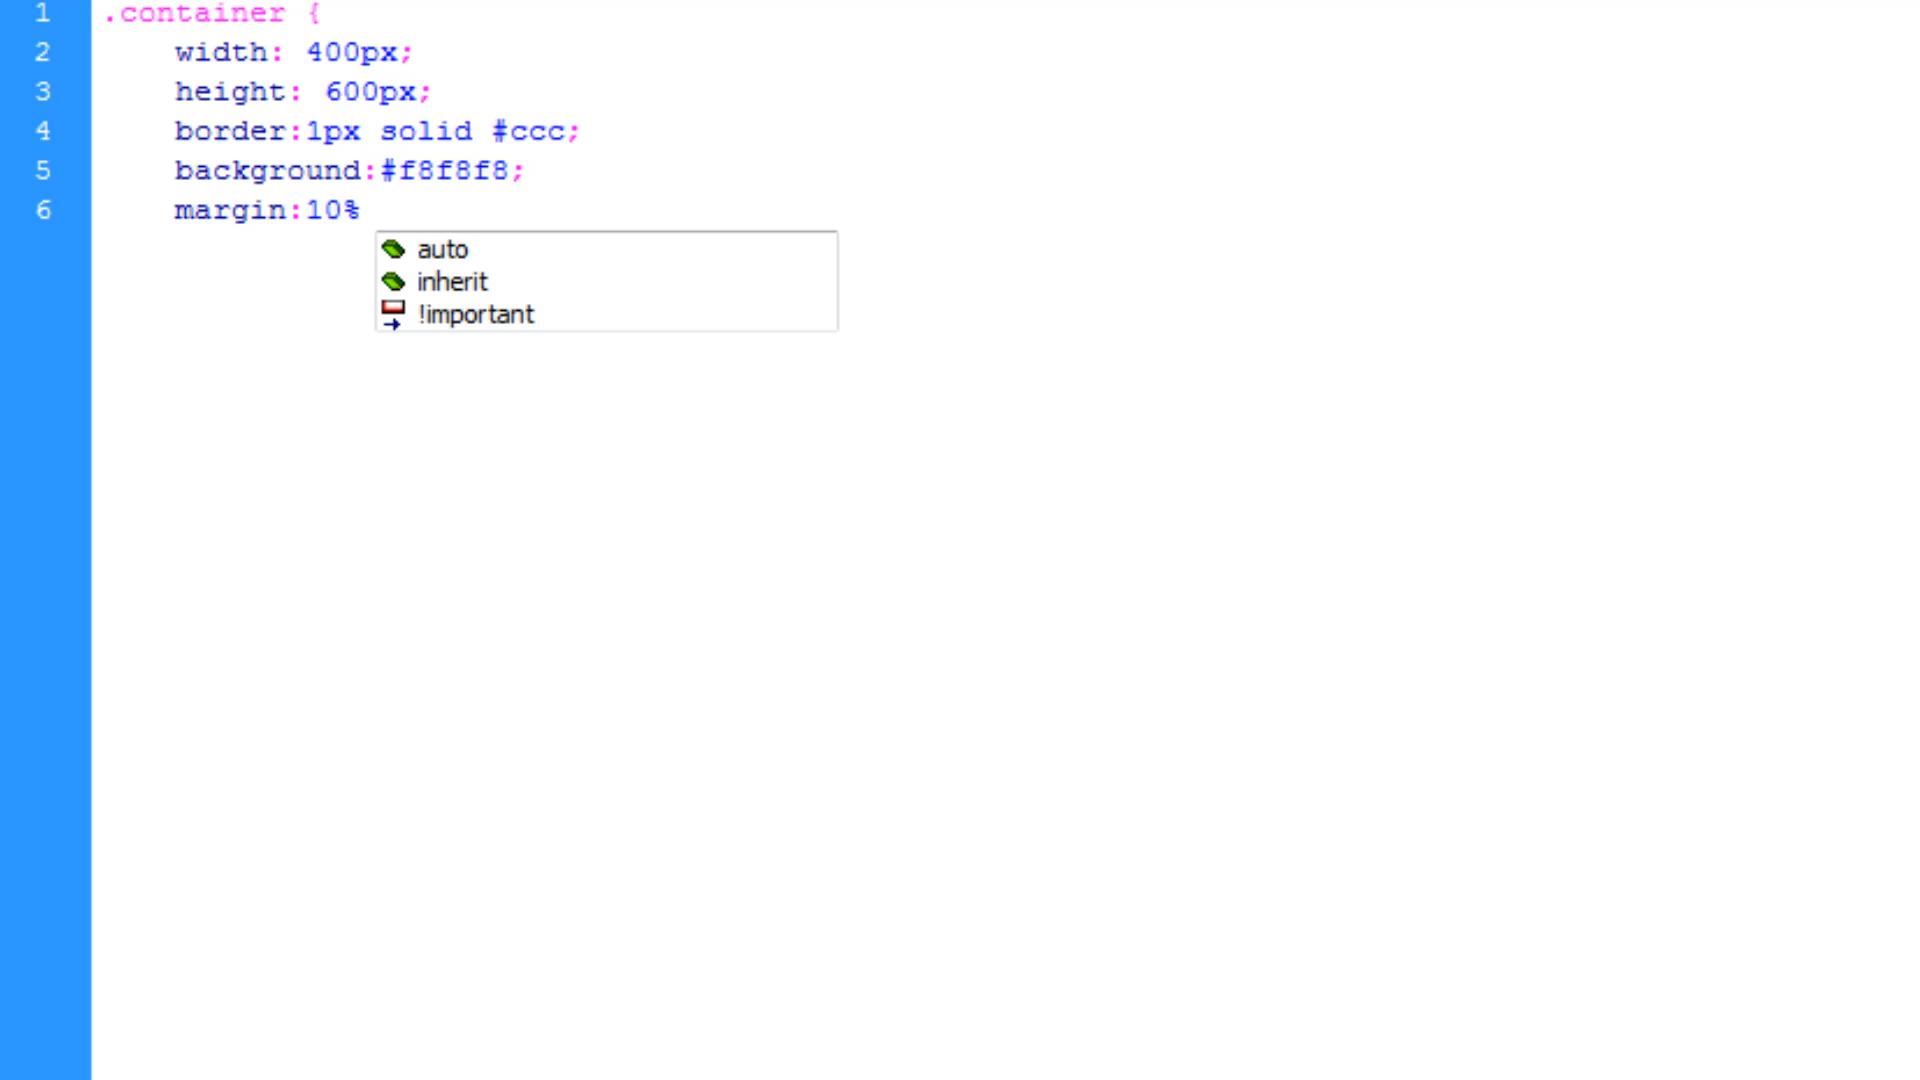 1 .container {
2 width: 400px;
3 height: 600px;
4 border:1px solid #ccc;
5 background:#f8f8f8;
6 margin:10%
auto
inherit
!important